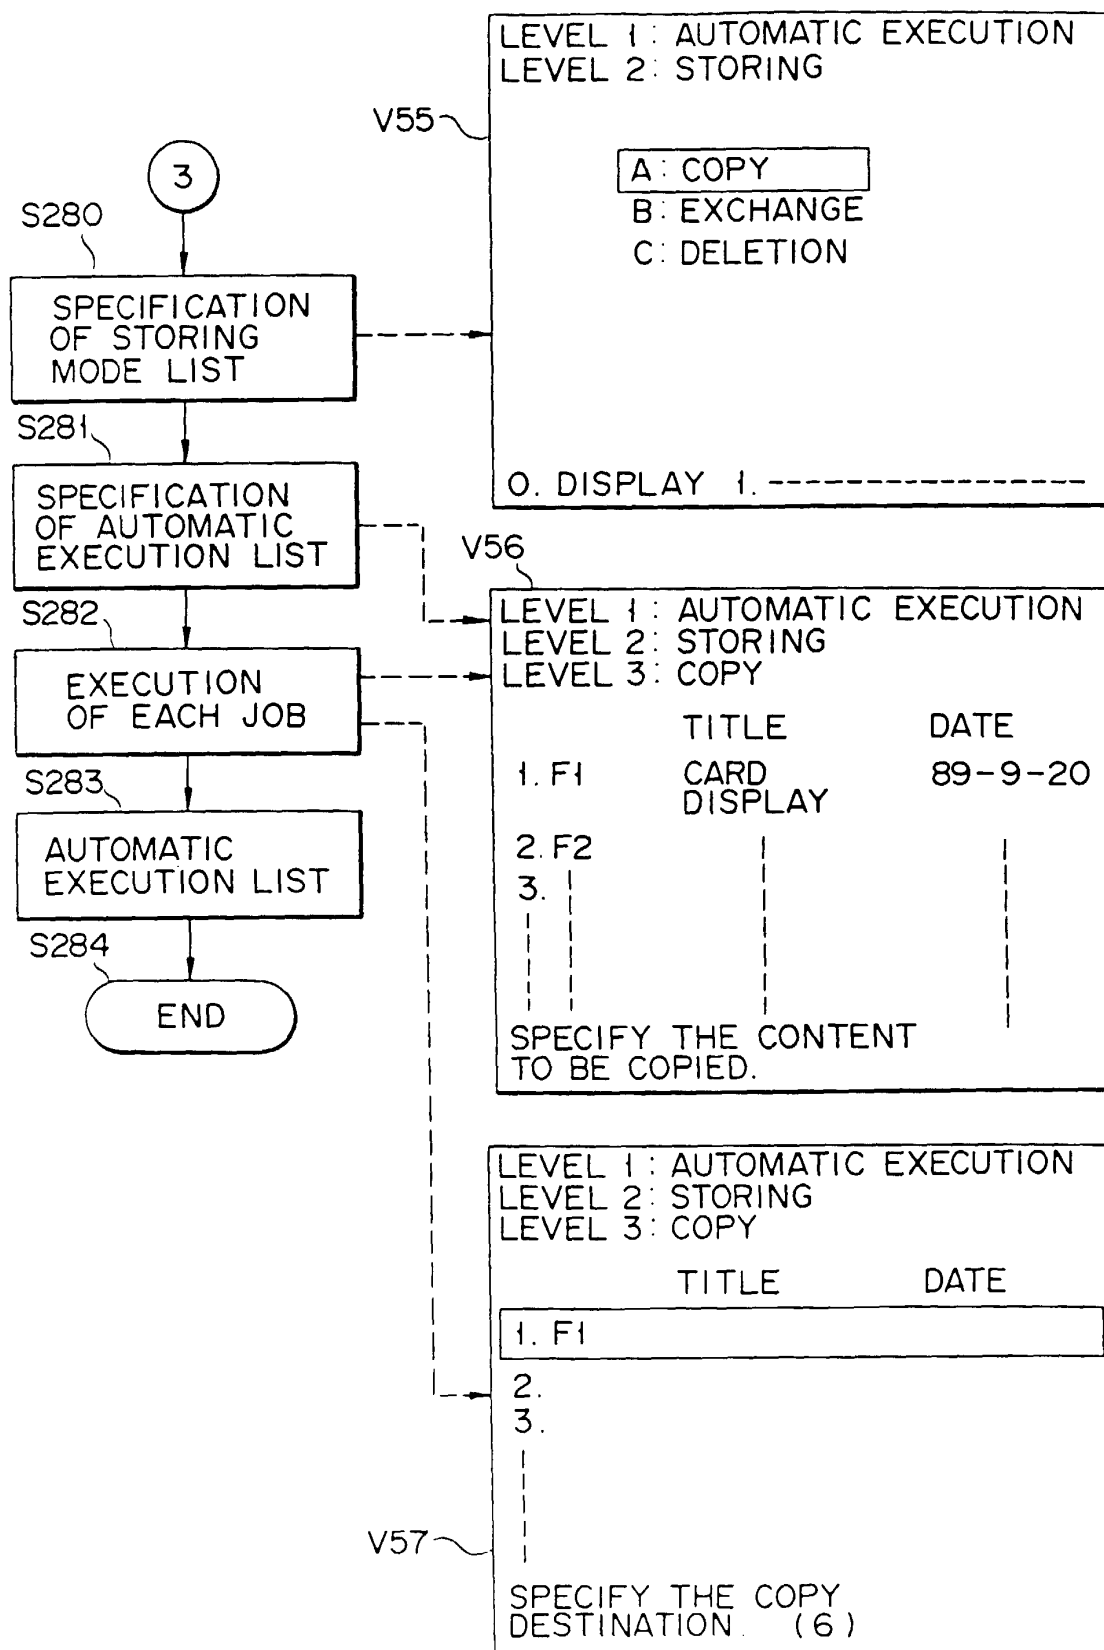 3
S280
SPECIFICATION
OF STORING
MODE LIST
S281
SPECIFICATION
OF AUTOMATIC
EXECUTION LIST
S282
EXECUTION
OF EACH JOB
S283
AUTOMATIC
EXECUTION LIST
S284
END
V55
LEVEL 1: AUTOMATIC EXECUTION
LEVEL 2: STORING
A: COPY
B: EXCHANGE
C: DELETION
0. DISPLAY 1.
V56
LEVEL 1: AUTOMATIC EXECUTION
LEVEL 2: STORING
LEVEL 3: COPY
TITLE DATE
1. F1 CARD 89-9-20
DISPLAY
2. F2
3.
SPECIFY THE CONTENT
TO BE COPIED.
V57
LEVEL 1: AUTOMATIC EXECUTION
LEVEL 2: STORING
LEVEL 3: COPY
TITLE DATE
1. F1
2.
3.
SPECIFY THE COPY
DESTINATION. (6)